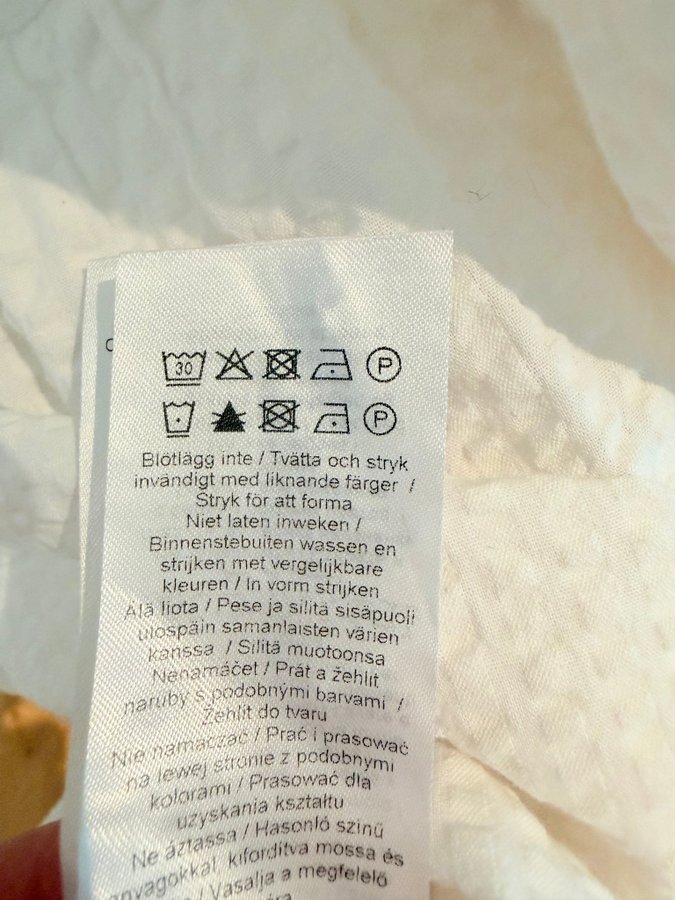 30 P
P
Blötlägg inte / Tvätta och stryk
invändigt med liknande färger /
Stryk för att forma
Niet laten inweken /
Binnenstebuiten wassen en
strijken met vergelijkbare
kleuren / In vorm strijken
Älä liota / Pese ja silitä sisäpuoli
ulospäin samanlaisten värien
kanssa / Silitä muotoonsa
Nenamáčet / Prát a žehlit
naruby s podobnými barvami /
Žehlit do tvaru
Nie namaczać / Prać i prasować
na lewej stronie z podobnymi
kolorami / Prasować dla
uzyskania kształtu
Ne áztassa / Hasonló színű
anyagokkal, kifordítva mossa és
/ Vasalja a megfelelő